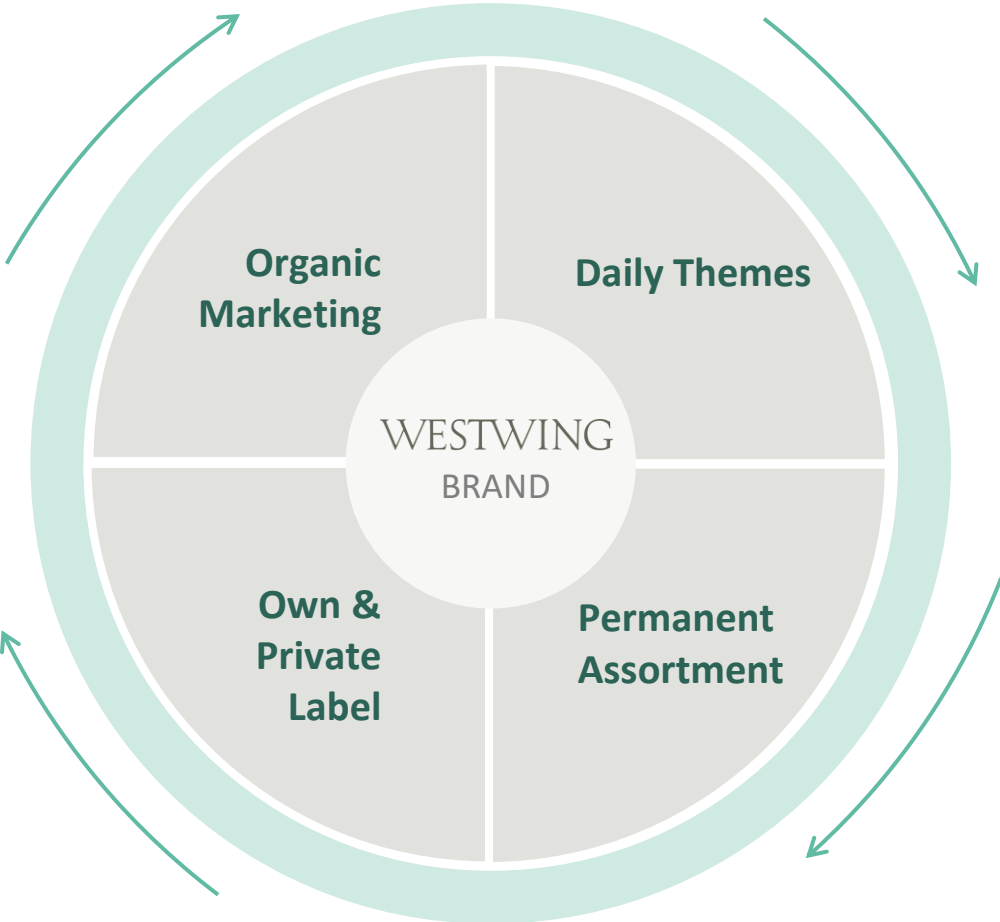 Organic
Marketing
Daily Themes
WESTWING
BRAND
Own &
Private
Label
Permanent
Assortment